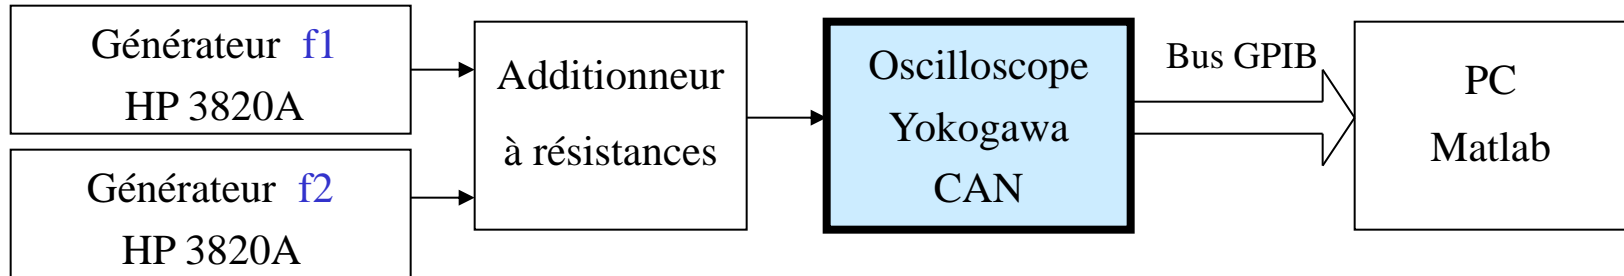 Générateur f1
HP 3820A
Générateur f2
HP 3820A
Additionneur
à résistances
Oscilloscope
Yokogawa
CAN
Bus GPIB
PC
Matlab